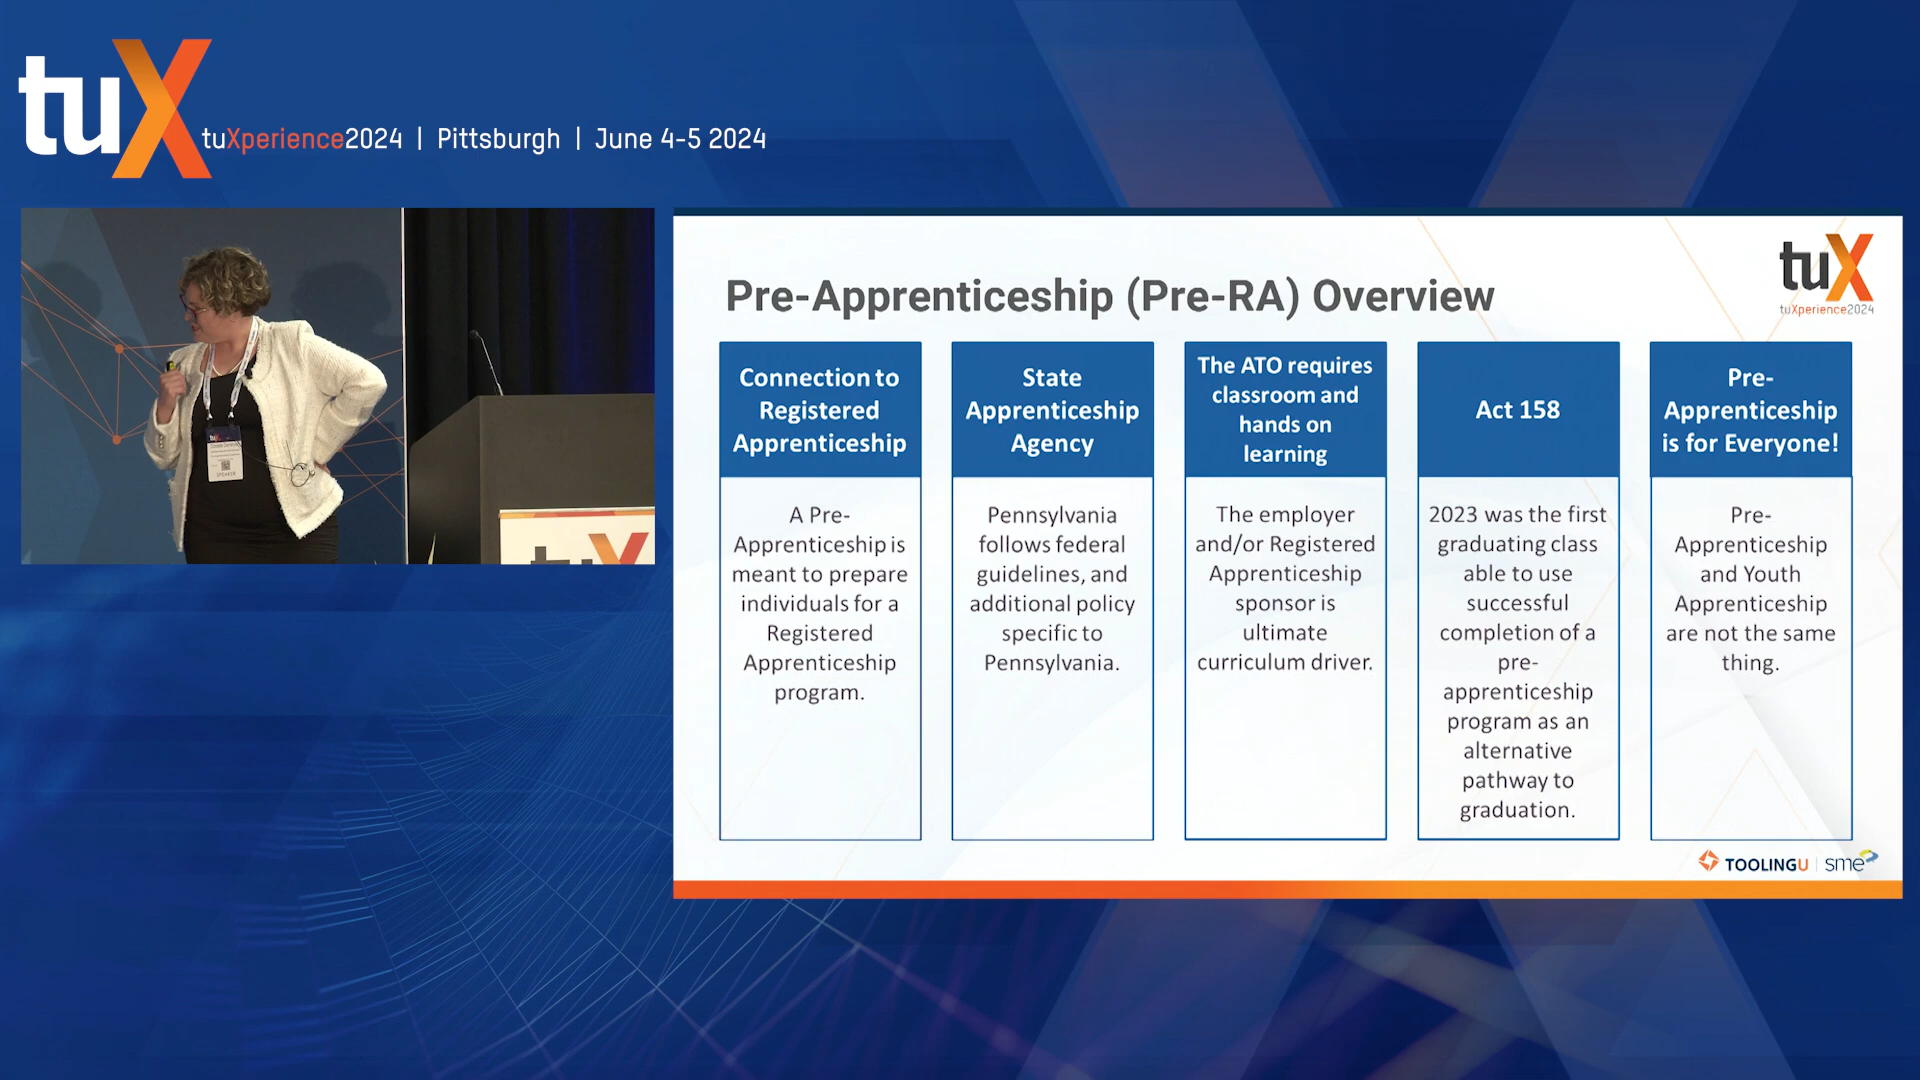 tuX
tuXperience2024 | Pittsburgh | June 4-5 2024
SPEAKER
tuX
tuX
tuXperience2024
Pre-Apprenticeship (Pre-RA) Overview
Connection to
Registered
Apprenticeship
A Pre-
Apprenticeship is
meant to prepare
individuals for a
Registered
Apprenticeship
program.
State
Apprenticeship
Agency
Pennsylvania
follows federal
guidelines, and
additional policy
specific to
Pennsylvania.
The ATO requires
classroom and
hands on
learning
The employer
and/or Registered
Apprenticeship
sponsor is
ultimate
curriculum driver.
Act 158
2023 was the first
graduating class
able to use
successful
completion of a
pre-
apprenticeship
program as an
alternative
pathway to
graduation.
Pre-
Apprenticeship
is for Everyone!
Pre-
Apprenticeship
and Youth
Apprenticeship
are not the same
thing.
TOOLINGU | sme